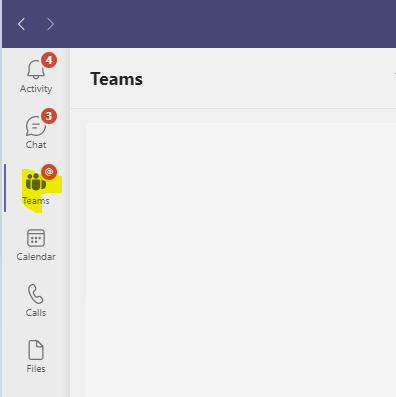 4
Activity
Teams
3
Chat
@
Teams
Calendar
Calls
Files